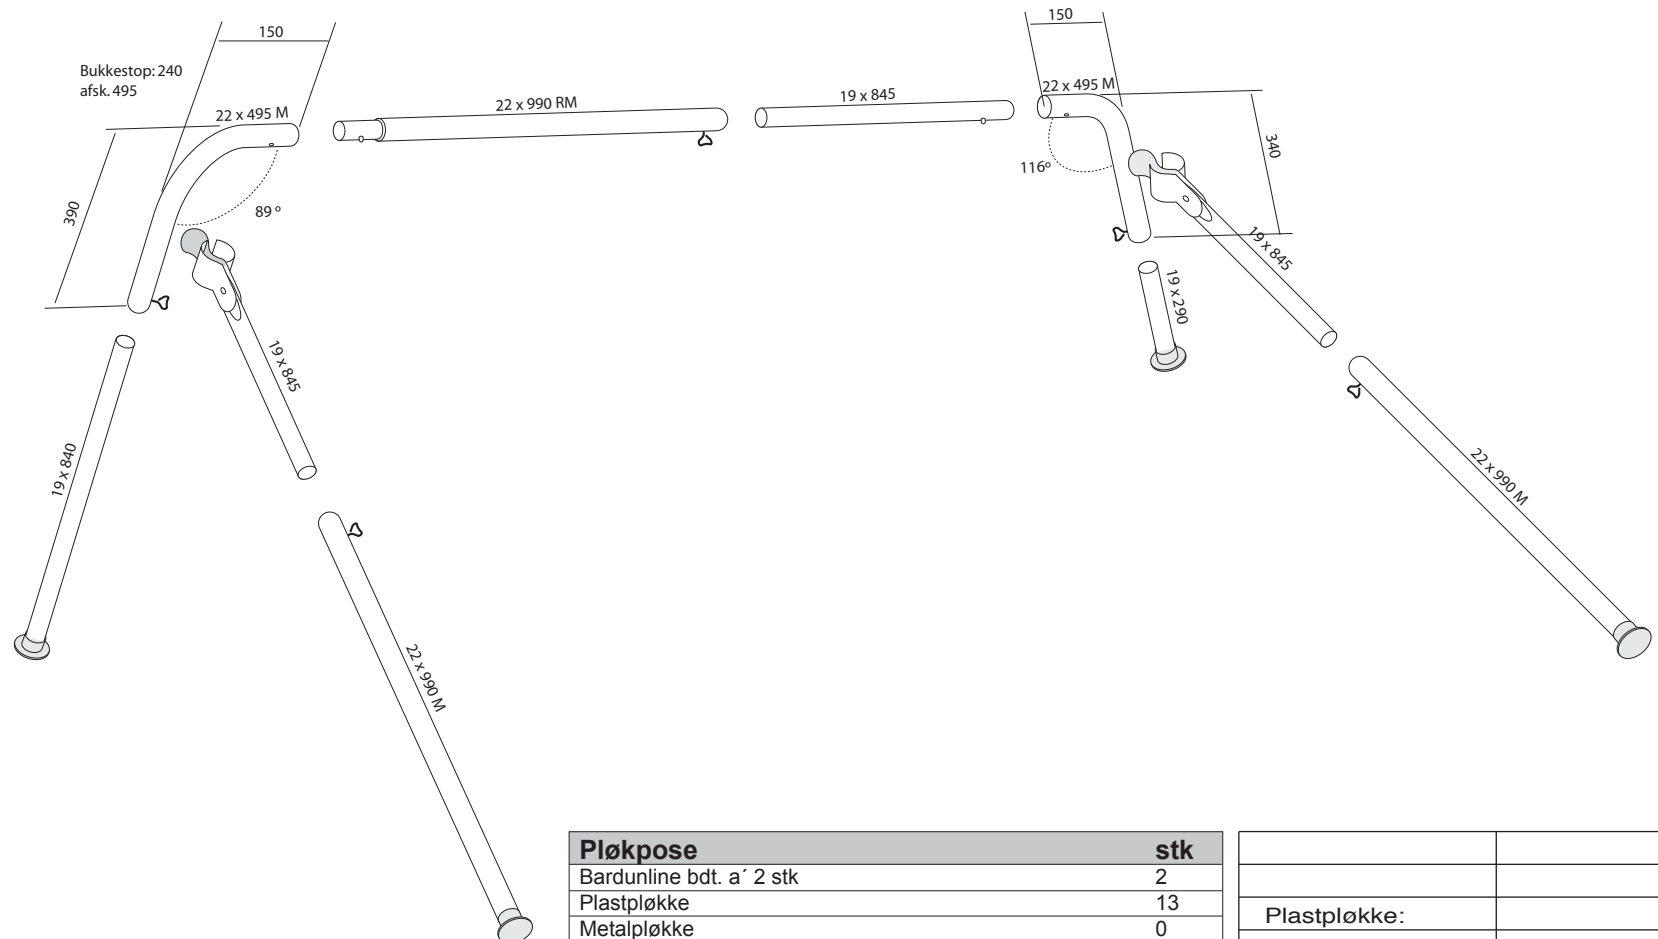 150
150
Bukkestop: 240
afsk. 495
22 x 495 M
22 x 990 RM
19 x 845
22 x 495 M
390
89 º
116º
340
19 x 845
19 x 290
19 x 845
19 x 840
22 x 990 M
22 x 990 M
Pløkpose stk
Bardunline bdt. a´ 2 stk 2
Plastpløkke 13
Plastpløkke:
Metalpløkke 0